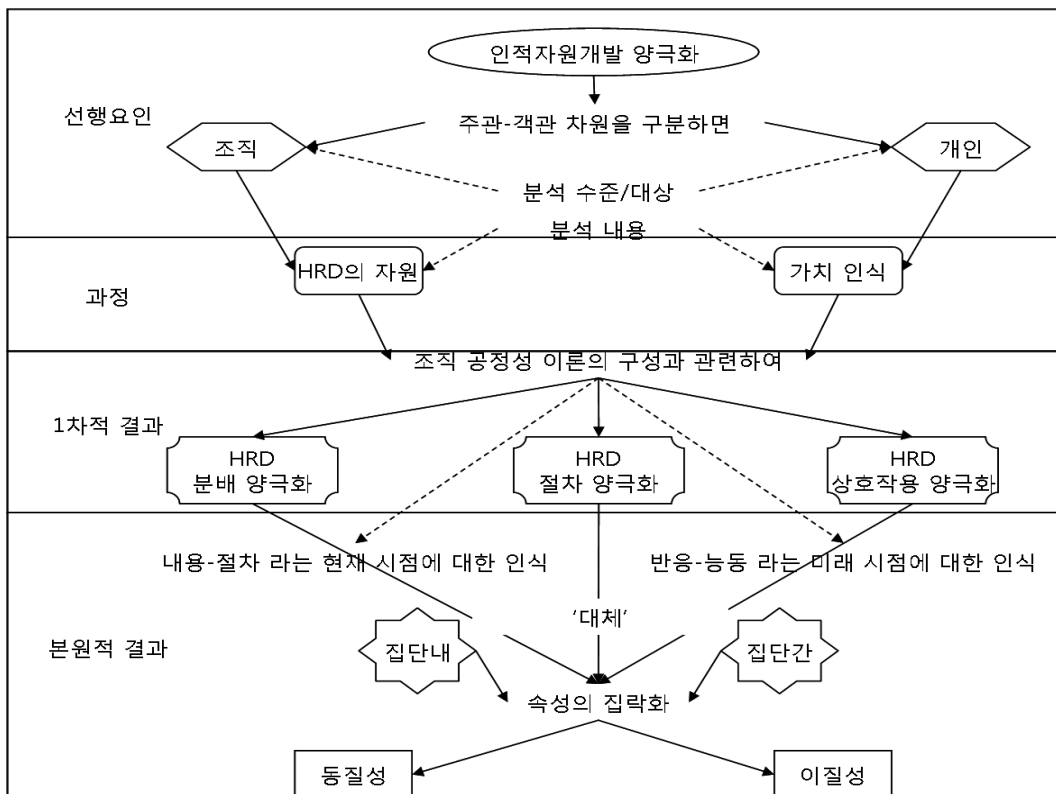 인적자원개발 양극화
선행요인
주관-객관 차원을 구분하면
조직
개인
분석 수준/대상
분석 내용
HRD의 자원
가치 인식
과정
조직 공정성 이론의 구성과 관련하여
1차적 결과
HRD
분배 양극화
HRD
절차 양극화
HRD
상호작용 양극화
내용-절차 라는 현재 시점에 대한 인식
반응-능동 라는 미래 시점에 대한 인식
'대체'
본원적 결과
집단내
집단간
속성의 집락화
동질성
이질성